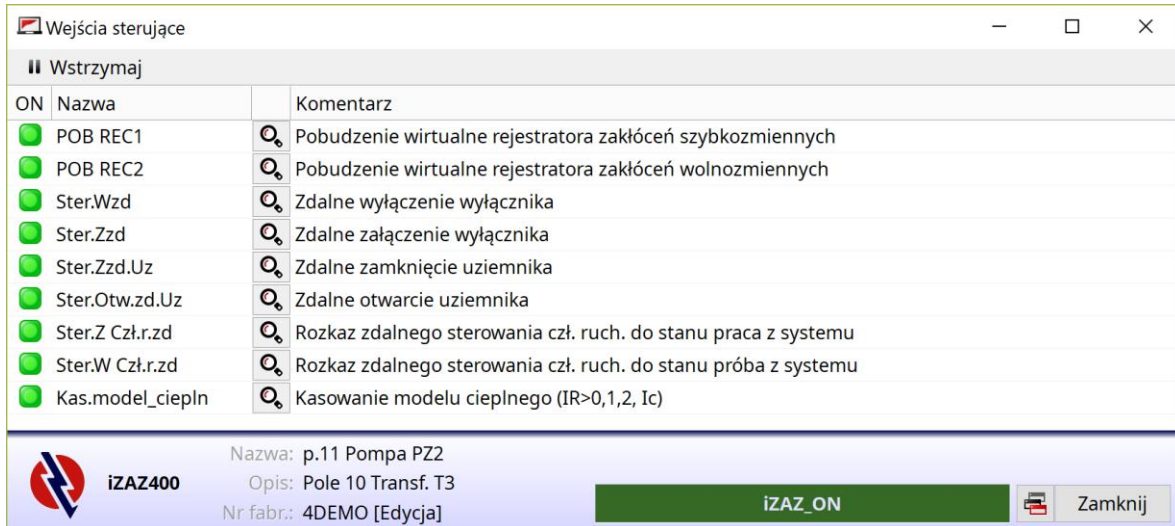 Wejścia sterujące
Wstrzymaj
ON Nazwa Komentarz
POB REC1 Pobudzenie wirtualne rejestratora zakłóceń szybkozmiennych
POB REC2 Pobudzenie wirtualne rejestratora zakłóceń wolnozmiennych
Ster.Wzd Zdalne wyłączenie wyłącznika
Ster.Zzd Zdalne załączenie wyłącznika
Ster.Zzd.Uz Zdalne zamknięcie uziemnika
Ster.Otw.zd.Uz Zdalne otwarcie uziemnika
Ster.Z Czł.r.zd Rozkaz zdalnego sterowania czł. ruch. do stanu praca z systemu
Ster.W Czł.r.zd Rozkaz zdalnego sterowania czł. ruch. do stanu próba z systemu
Kas.model_ciepln Kasowanie modelu cieplnego (IR>0,1,2, Ic)
Nazwa: p.11 Pompa PZ2
iZAZ400 Opis: Pole 10 Transf. T3
Nr fabr.: 4DEMO [Edycja] iZAZ_ON Zamknij